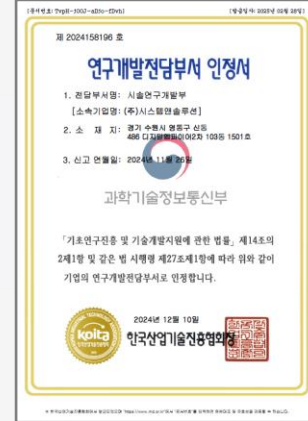 제 2024158196 호
연구개발전담부서 인정서
1. 전담부서명: 시솔연구개발부
[소속기업명: (주)시스템앤솔루션]
2. 소 재 지: 경기 수원시 영통구 신동
486 디지털엠파이어2차 103동 1501호
3. 신고 연월일: 2024년 11월 26일
과학기술정보통신부
「기초연구진흥 및 기술개발지원에 관한 법률」 제14조의
2제1항 및 같은 법 시행령 제27조제1항에 따라 위와 같이
기업의 연구개발전담부서로 인정합니다.
2024년 12월 10일
koita
한국산업기술진흥협회장